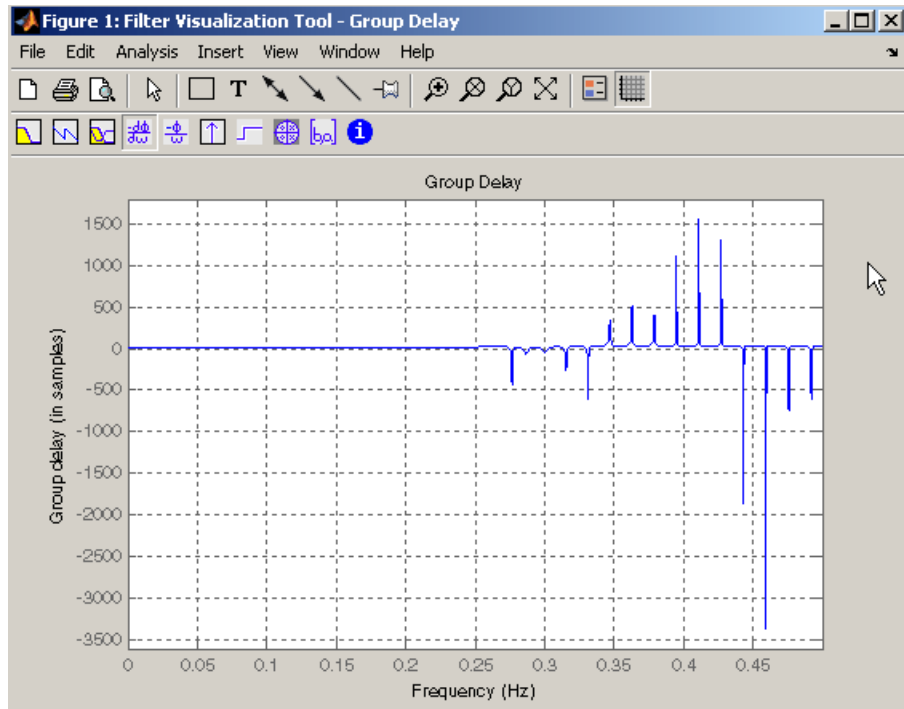 Figure 1: Filter Visualization Tool - Group Delay
File Edit Analysis Insert View Window Help
T
[b,a]
i
Group Delay
1500
1000
500
0
-500
-1000
-1500
-2000
-2500
-3000
-3500
Group delay (in samples)
0 0.05 0.1 0.15 0.2 0.25 0.3 0.35 0.4 0.45
Frequency (Hz)